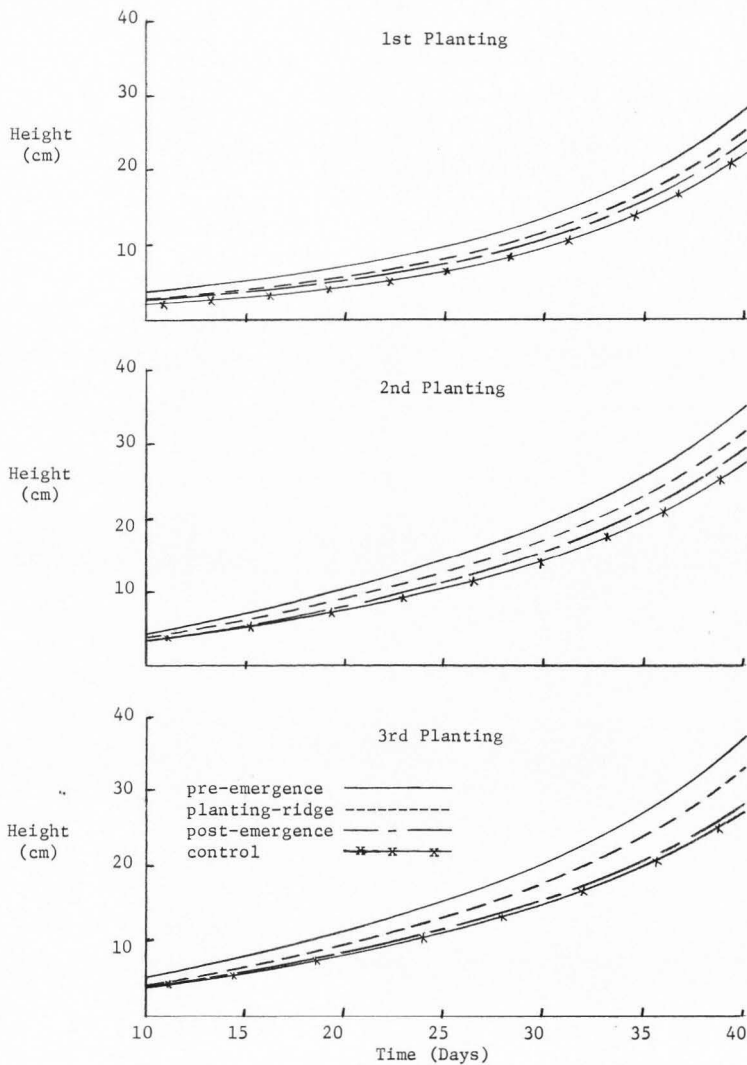 40
1st Planting
30
Height
(cm)
20
10
40
2nd Planting
30
Height
(cm)
20
10
40
3rd Planting
30
pre-emergence
planting-ridge
post-emergence
Height
(cm)
control
20
10
10 15 20 25 30 35 40
Time (Days)